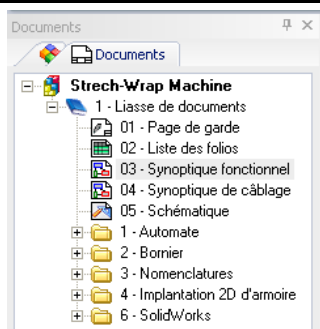 Documents
Documents
Strech-Wrap Machine
1 - Liasse de documents
01 - Page de garde
02 - Liste des folios
03 - Synoptique fonctionnel
04 - Synoptique de câblage
05 - Schématique
1 - Automate
2 - Bornier
3 - Nomenclatures
4 - Implantation 2D d'armoire
6 - SolidWorks